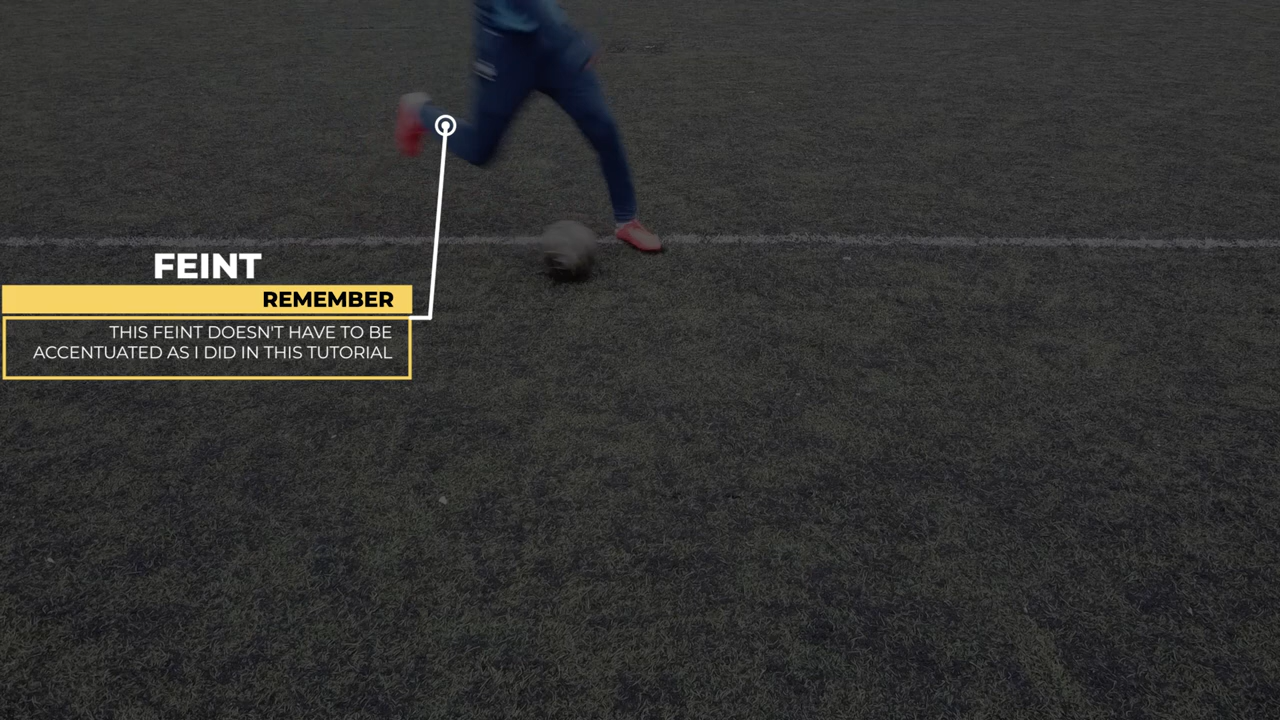 FEINT
REMEMBER
THIS FEINT DOESN'T HAVE TO BE
ACCENTUATED AS I DID IN THIS TUTORIAL